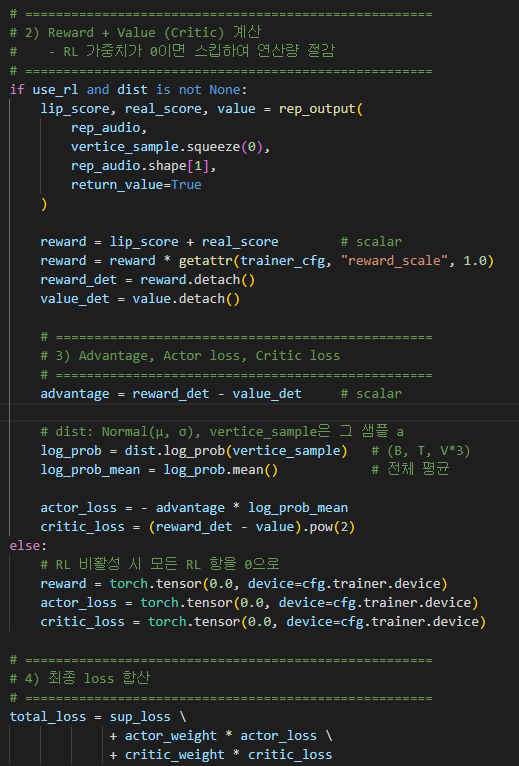 # ==================================================
# 2) Reward + Value (Critic) 계산
#    - RL 가중치가 0이면 스킵하여 연산량 절감
# ==================================================
if use_rl and dist is not None:
    lip_score, real_score, value = rep_output(
        rep_audio,
        vertice_sample.squeeze(0),
        rep_audio.shape[1],
        return_value=True
    )

    reward = lip_score + real_score        # scalar
    reward = reward * getattr(trainer_cfg, "reward_scale", 1.0)
    reward_det = reward.detach()
    value_det = value.detach()

    # ==============================================
    # 3) Advantage, Actor loss, Critic loss
    # ==============================================
    advantage = reward_det - value_det     # scalar

    # dist: Normal(μ, σ), vertice_sample은 그 샘플 a
    log_prob = dist.log_prob(vertice_sample)   # (B, T, V*3)
    log_prob_mean = log_prob.mean()            # 전체 평균

    actor_loss = - advantage * log_prob_mean
    critic_loss = (reward_det - value).pow(2)
else:
    # RL 비활성 시 모든 RL 항을 0으로
    reward = torch.tensor(0.0, device=cfg.trainer.device)
    actor_loss = torch.tensor(0.0, device=cfg.trainer.device)
    critic_loss = torch.tensor(0.0, device=cfg.trainer.device)

# ==================================================
# 4) 최종 loss 합산
# ==================================================
total_loss = sup_loss \
            + actor_weight * actor_loss \
            + critic_weight * critic_loss